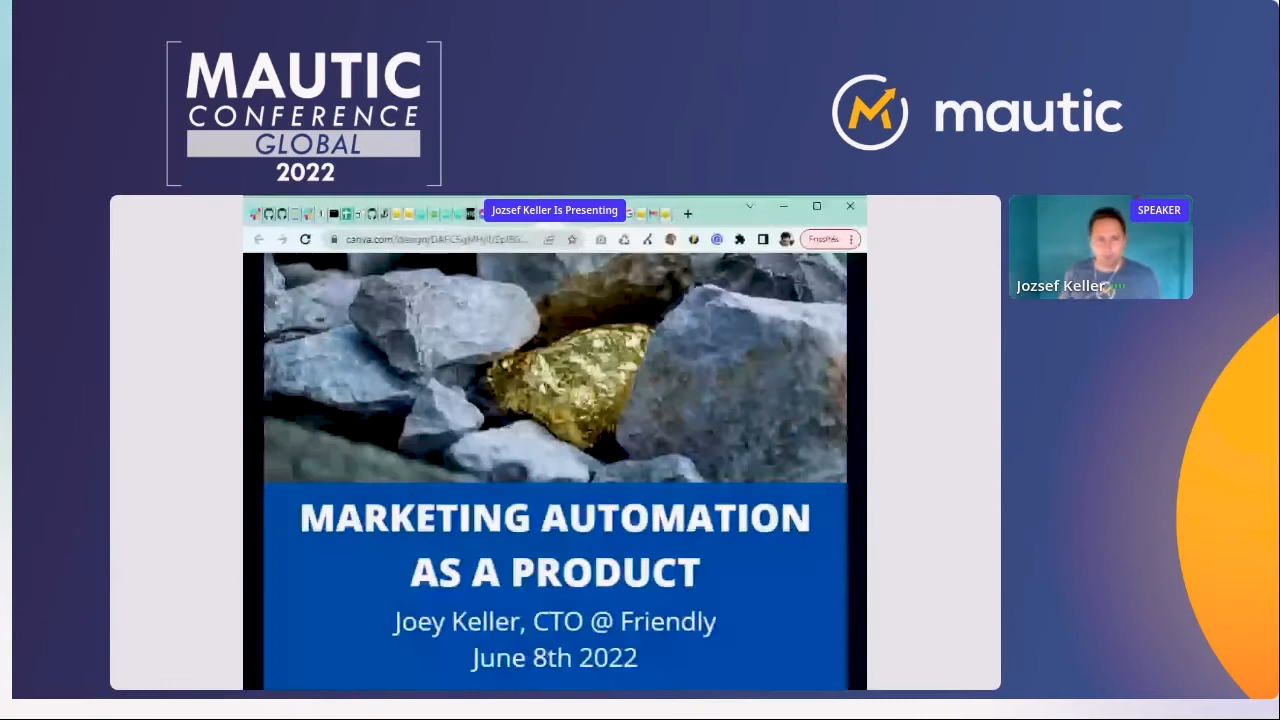 MAUTIC
CONFERENCE
GLOBAL
2022
mautic
Jozsef Keller Is Presenting
SPEAKER
Jozsef Keller
Frissítés
MARKETING AUTOMATION
AS A PRODUCT
Joey Keller, CTO @ Friendly
June 8th 2022